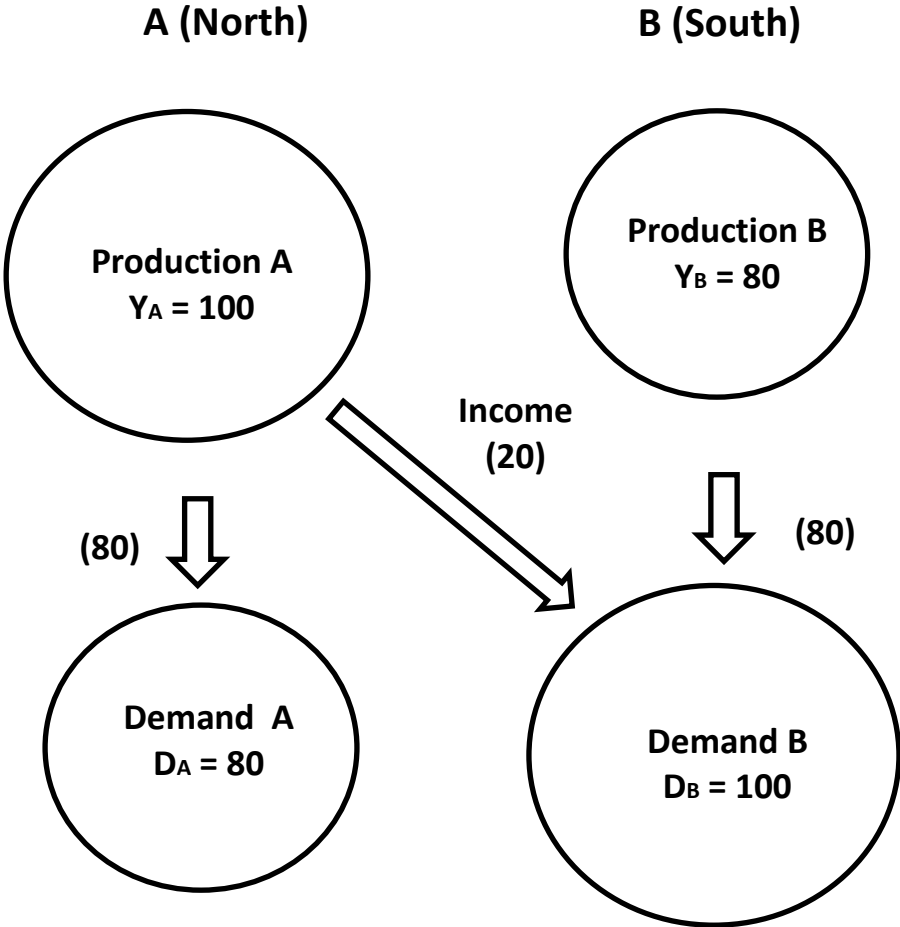 A (North)
B (South)
Production A
YA = 100
Production B
YB = 80
Income
(20)
(80)
(80)
Demand A
DA = 80
Demand B
DB = 100